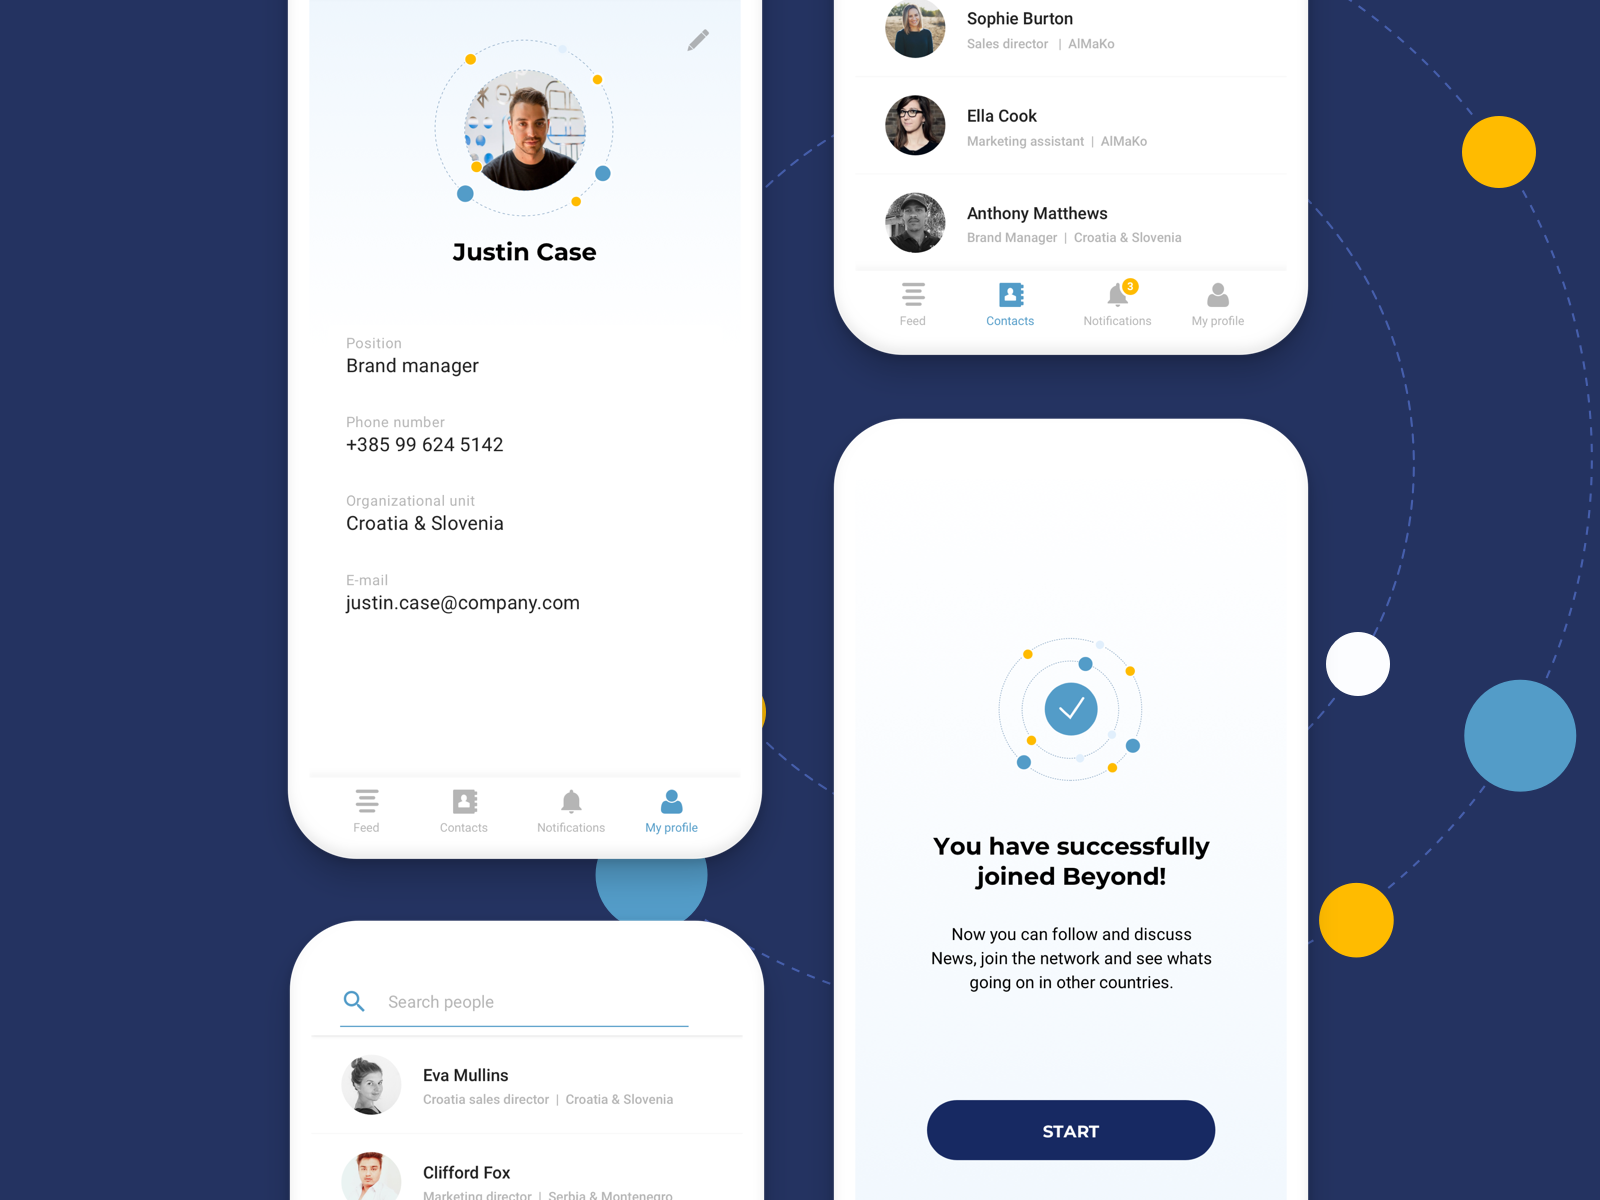 Justin Case
Position
Brand manager
Phone number
+385 99 624 5142
Organizational unit
Croatia & Slovenia
E-mail
justin.case@company.com
Feed
Contacts
Notifications
My profile
Search people
Eva Mullins
Croatia sales director | Croatia & Slovenia
Clifford Fox
Marketing director | Serbia & Montenegro
Sophie Burton
Sales director | AlMaKo
Ella Cook
Marketing assistant | AlMaKo
Anthony Matthews
Brand Manager | Croatia & Slovenia
3
Feed
Contacts
Notifications
My profile
You have successfully
joined Beyond!
Now you can follow and discuss
News, join the network and see whats
going on in other countries.
START